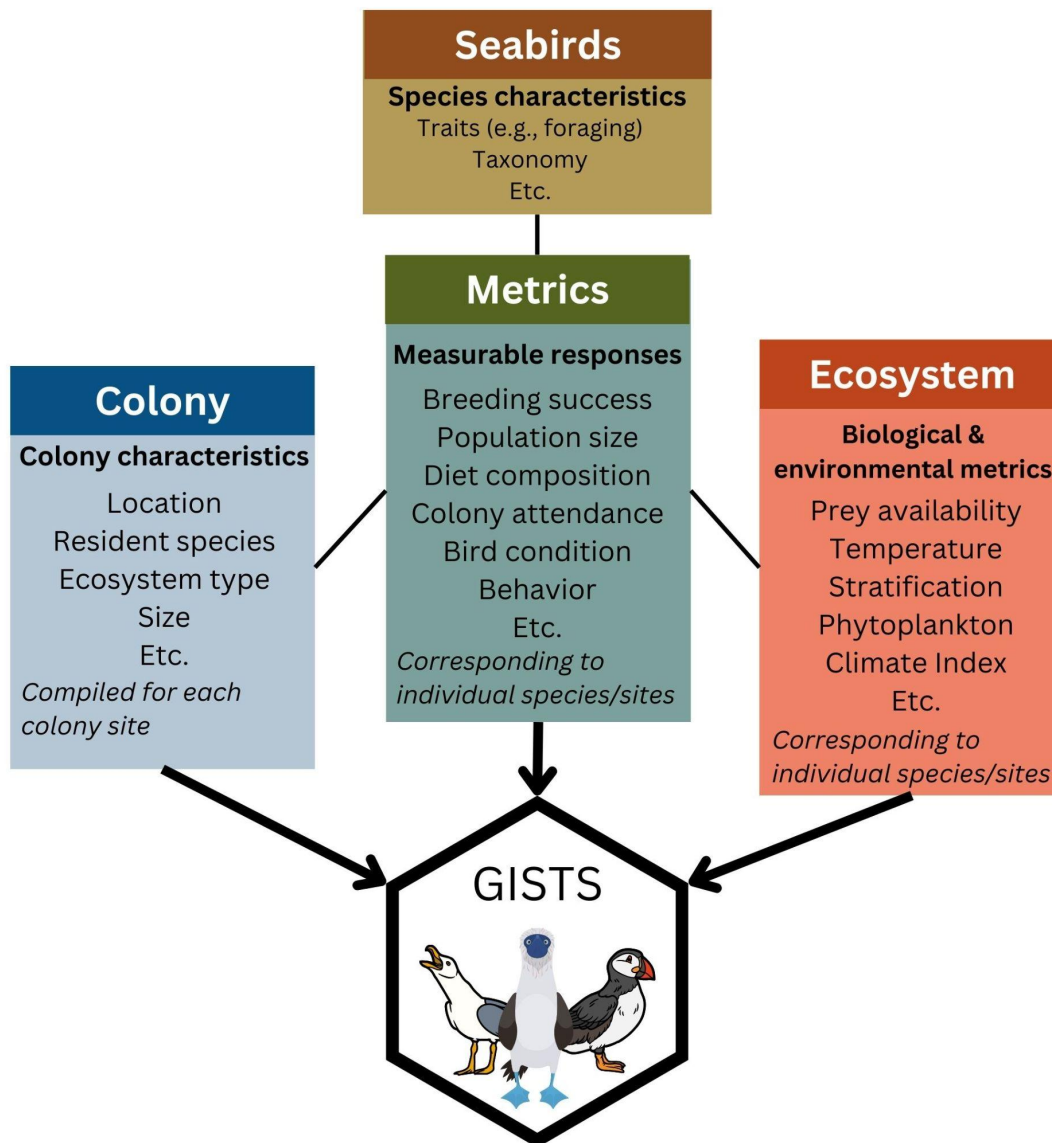 Seabirds
Species characteristics
Traits (e.g., foraging)
Taxonomy
Etc.
Metrics
Measurable responses
Breeding success
Population size
Diet composition
Colony attendance
Bird condition
Behavior
Etc.
Corresponding to
individual species/sites
Colony
Colony characteristics
Location
Resident species
Ecosystem type
Size
Etc.
Compiled for each
colony site
Ecosystem
Biological &
environmental metrics
Prey availability
Temperature
Stratification
Phytoplankton
Climate Index
Etc.
Corresponding to
individual species/sites
GISTS